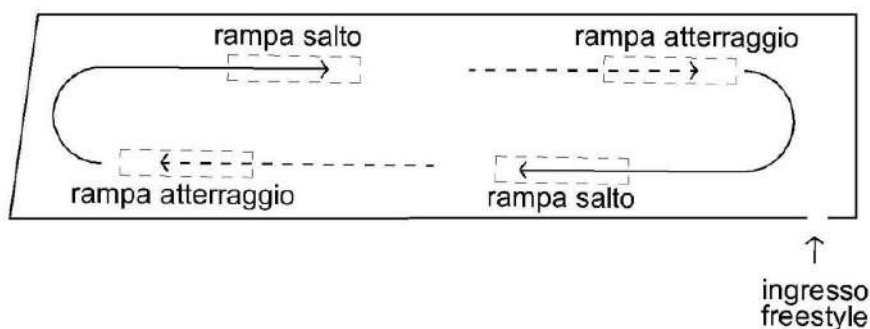 rampa salto
rampa atterraggio
rampa atterraggio
rampa salto
ingresso
freestyle